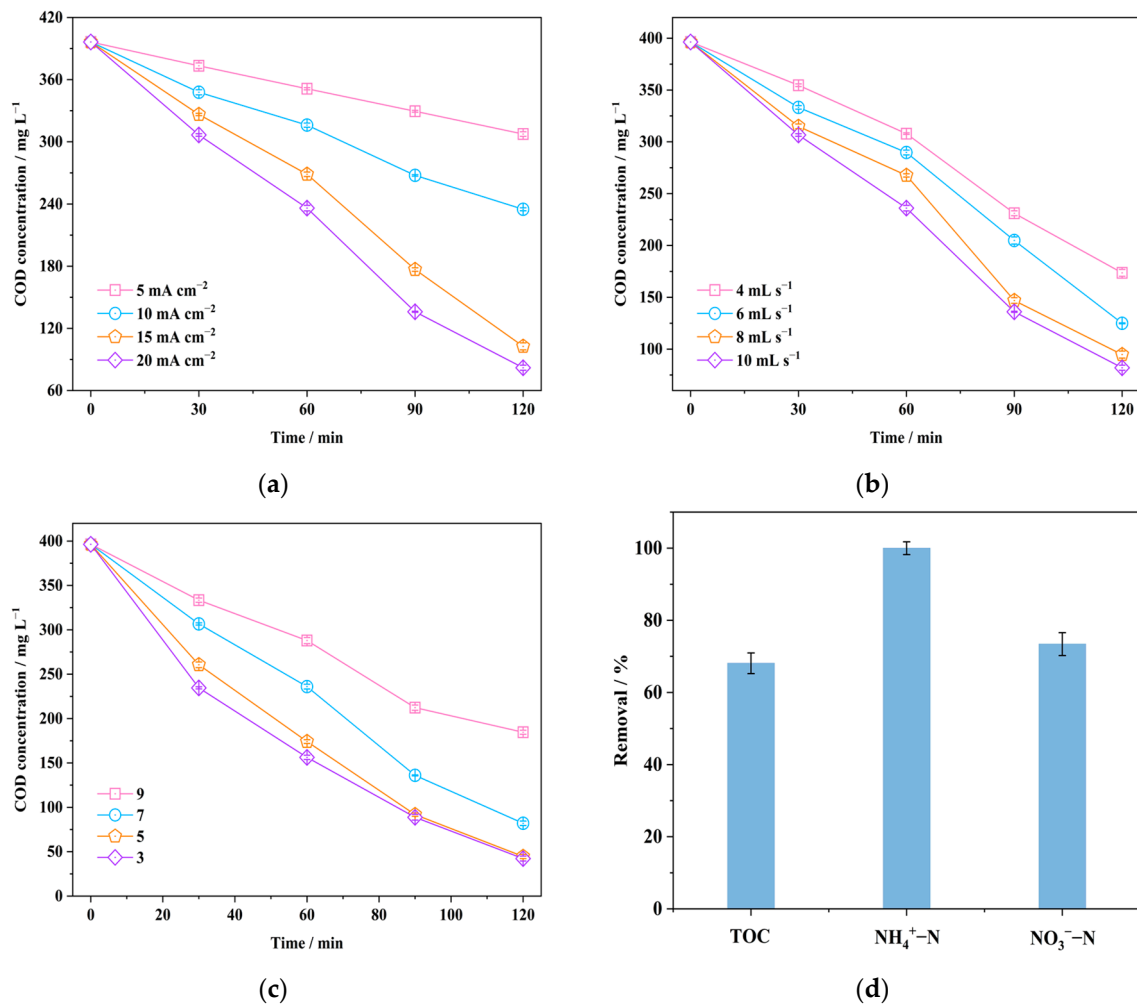 420
360
300
240
180
120
60
COD concentration / mg L⁻¹
5 mA cm⁻²
10 mA cm⁻²
15 mA cm⁻²
20 mA cm⁻²
0 30 60 90 120
Time / min
(a)
400
350
300
250
200
150
100
COD concentration / mg L⁻¹
4 mL s⁻¹
6 mL s⁻¹
8 mL s⁻¹
10 mL s⁻¹
0 30 60 90 120
Time / min
(b)
400
350
300
250
200
150
100
50
0
COD concentration / mg L⁻¹
9
7
5
3
0 20 40 60 80 100 120
Time / min
(c)
100
80
60
40
20
0
Removal / %
TOC NH₄⁺−N NO₃⁻−N
(d)